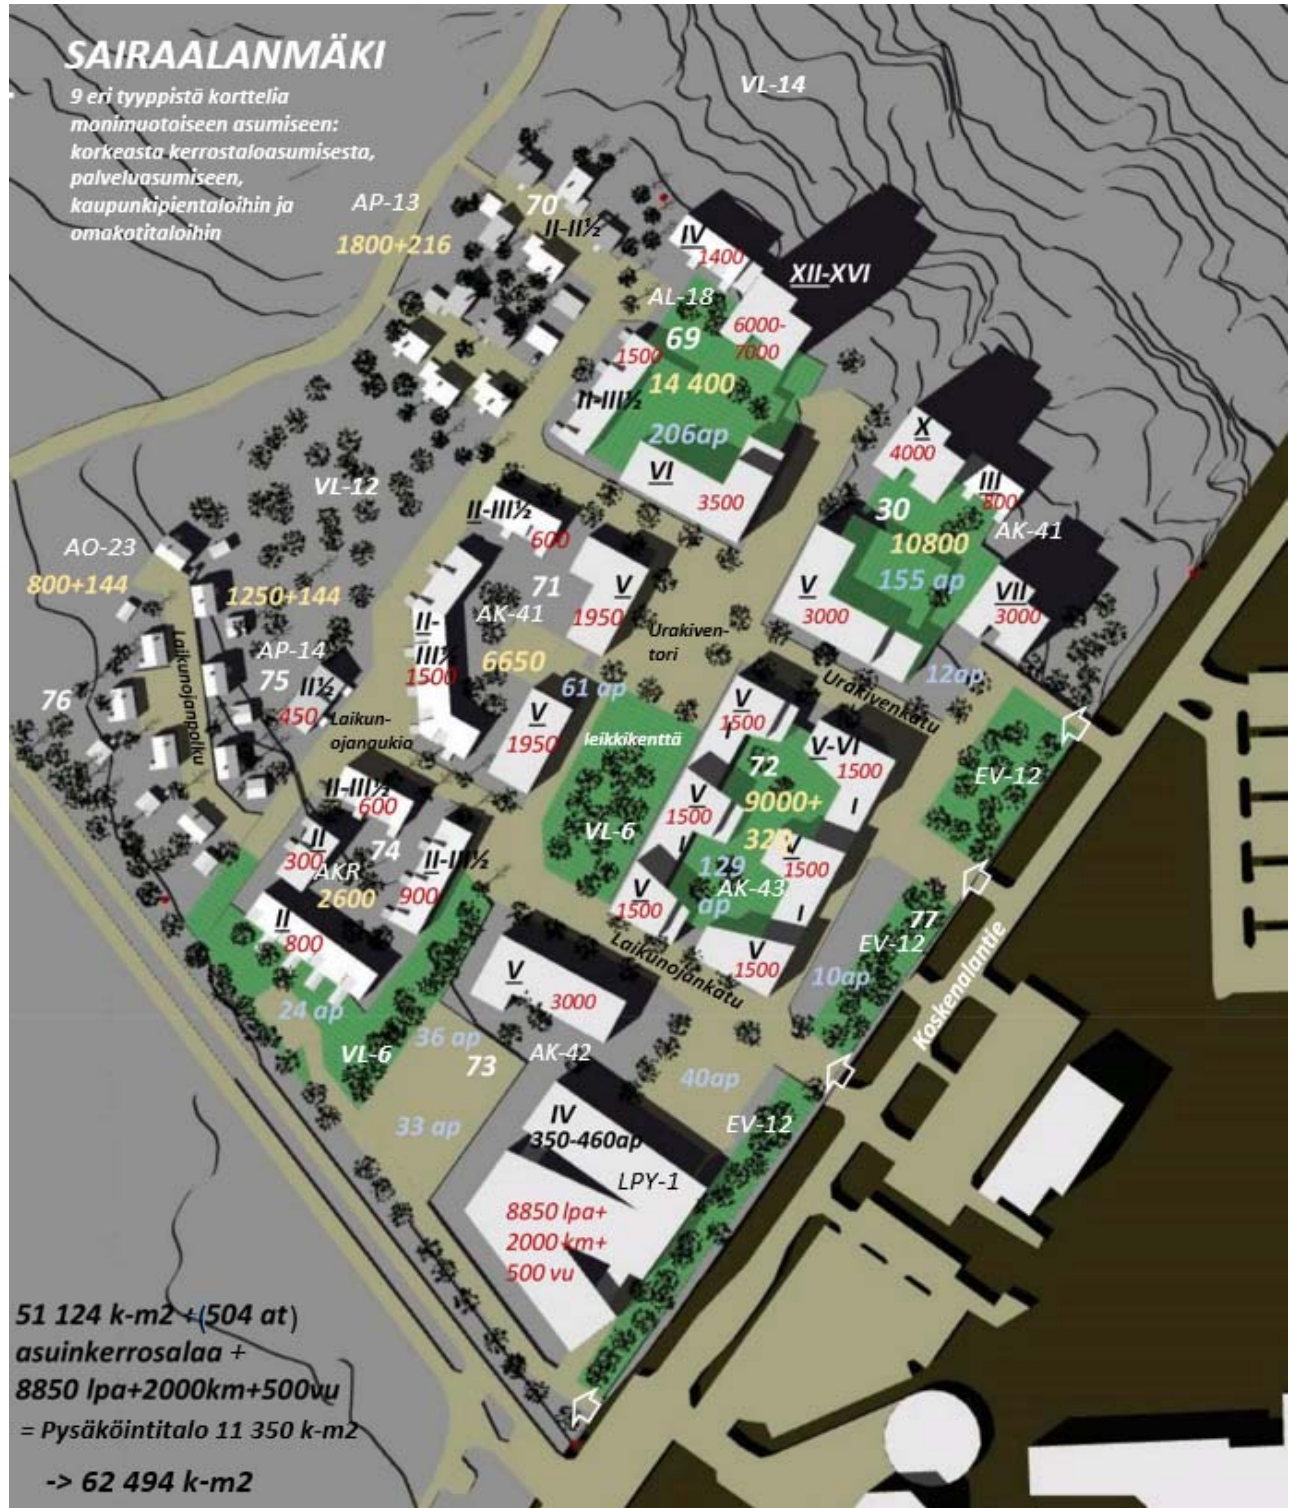 SAIRAALANMÄKI
9 eri tyyppistä korttelia
monimuotoiseen asumiseen:
korkeasta kerrostaloasumisesta,
palveluasumiseen,
kaupunkipientaloihin ja
omakotitaloihin
VL-14
AP-13
1800+216
70
II-II½
IV
1400
XII-XVI
AL-18
69
6000-
7000
1500
14 400
II-III½
206ap
VI
3500
X
4000
III
800
30
AK-41
10800
155 ap
V
3000
VII
3000
12ap
VL-12
II-III½
600
71
V
AK-41
1950
II-
III½
1500
6650
61 ap
V
1950
Urakiven-
tori
AO-23
800+144
1250+144
AP-14
75
II½
450
76
Laikunojanpolku
Laikun-
ojanaukio
leikkikenttä
VL-6
Urakivenkatu
V
1500
I
V-VI
1500
I
72
9000+
V
1500
I
129
ap
AK-43
V
1500
I
V
1500
V
1500
EV-12
II-III½
600
II
300
74
II-III½
900
AKR
2600
II
800
24 ap
VL-6
36 ap
73
33 ap
V
3000
AK-42
Laikunojankatu
40ap
10ap
77
EV-12
Koskenalantie
EV-12
IV
350-460ap
LPY-1
8850 lpa+
2000 km+
500 vu
51 124 k-m2 +(504 at)
asuinkerrosalaa +
8850 lpa+2000km+500vu
= Pysäköintitalo 11 350 k-m2
-> 62 494 k-m2